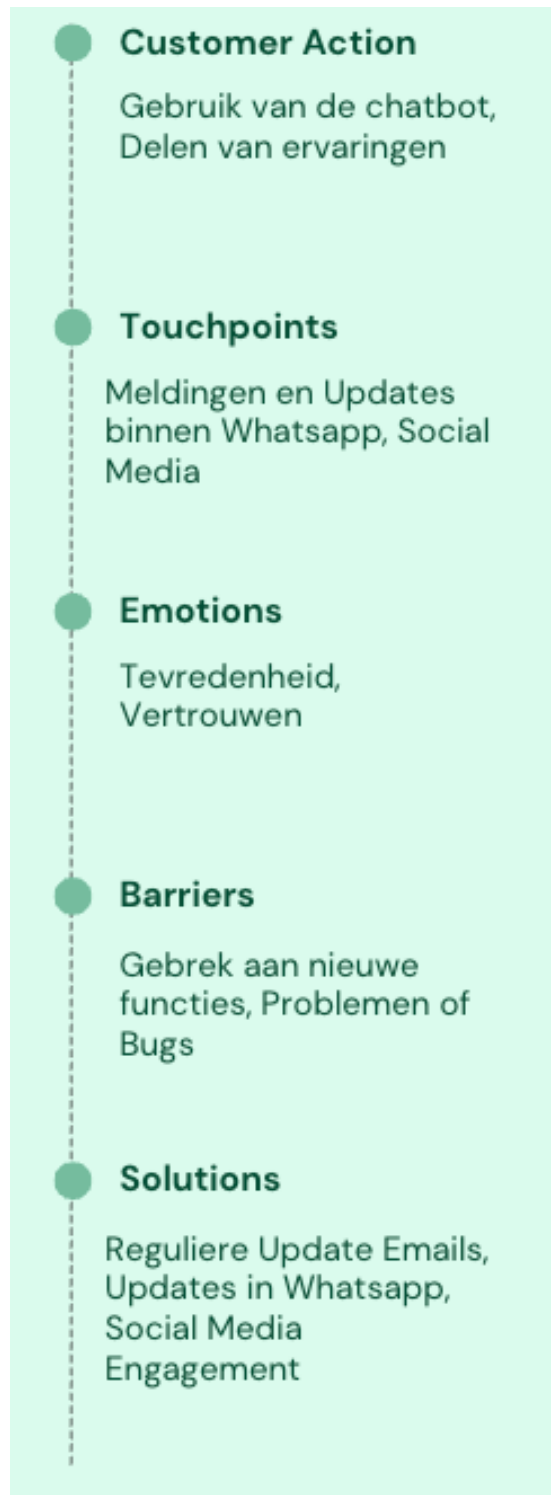 Customer Action
Gebruik van de chatbot,
Delen van ervaringen
Touchpoints
Meldingen en Updates
binnen Whatsapp, Social
Media
Emotions
Tevredenheid,
Vertrouwen
Barriers
Gebrek aan nieuwe
functies, Problemen of
Bugs
Solutions
Reguliere Update Emails,
Updates in Whatsapp,
Social Media
Engagement